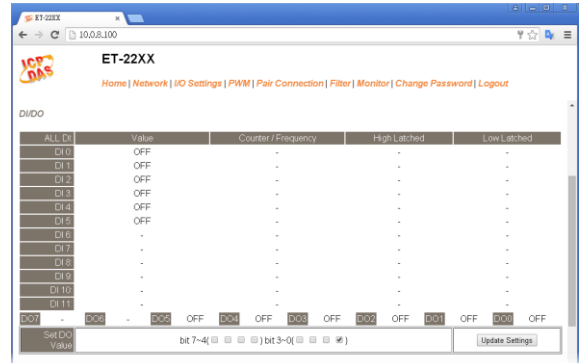 ET-22XX
10.0.8.100
ICP DAS
ET-22XX
Home | Network | I/O Settings | PWM | Pair Connection | Filter | Monitor | Change Password | Logout
DI/DO
ALL DI Value Counter / Frequency High Latched Low Latched
DI 0: OFF - - -
DI 1: OFF - - -
DI 2: OFF - - -
DI 3: OFF - - -
DI 4: OFF - - -
DI 5: OFF - - -
DI 6: - - - -
DI 7: - - - -
DI 8: - - - -
DI 9: - - - -
DI 10: - - - -
DI 11: - - - -
DO7 - DO6 - DO5 OFF DO4 OFF DO3 OFF DO2 OFF DO1 OFF DO0 OFF
Set DO Value bit 7~4( ) bit 3~0( ) Update Settings